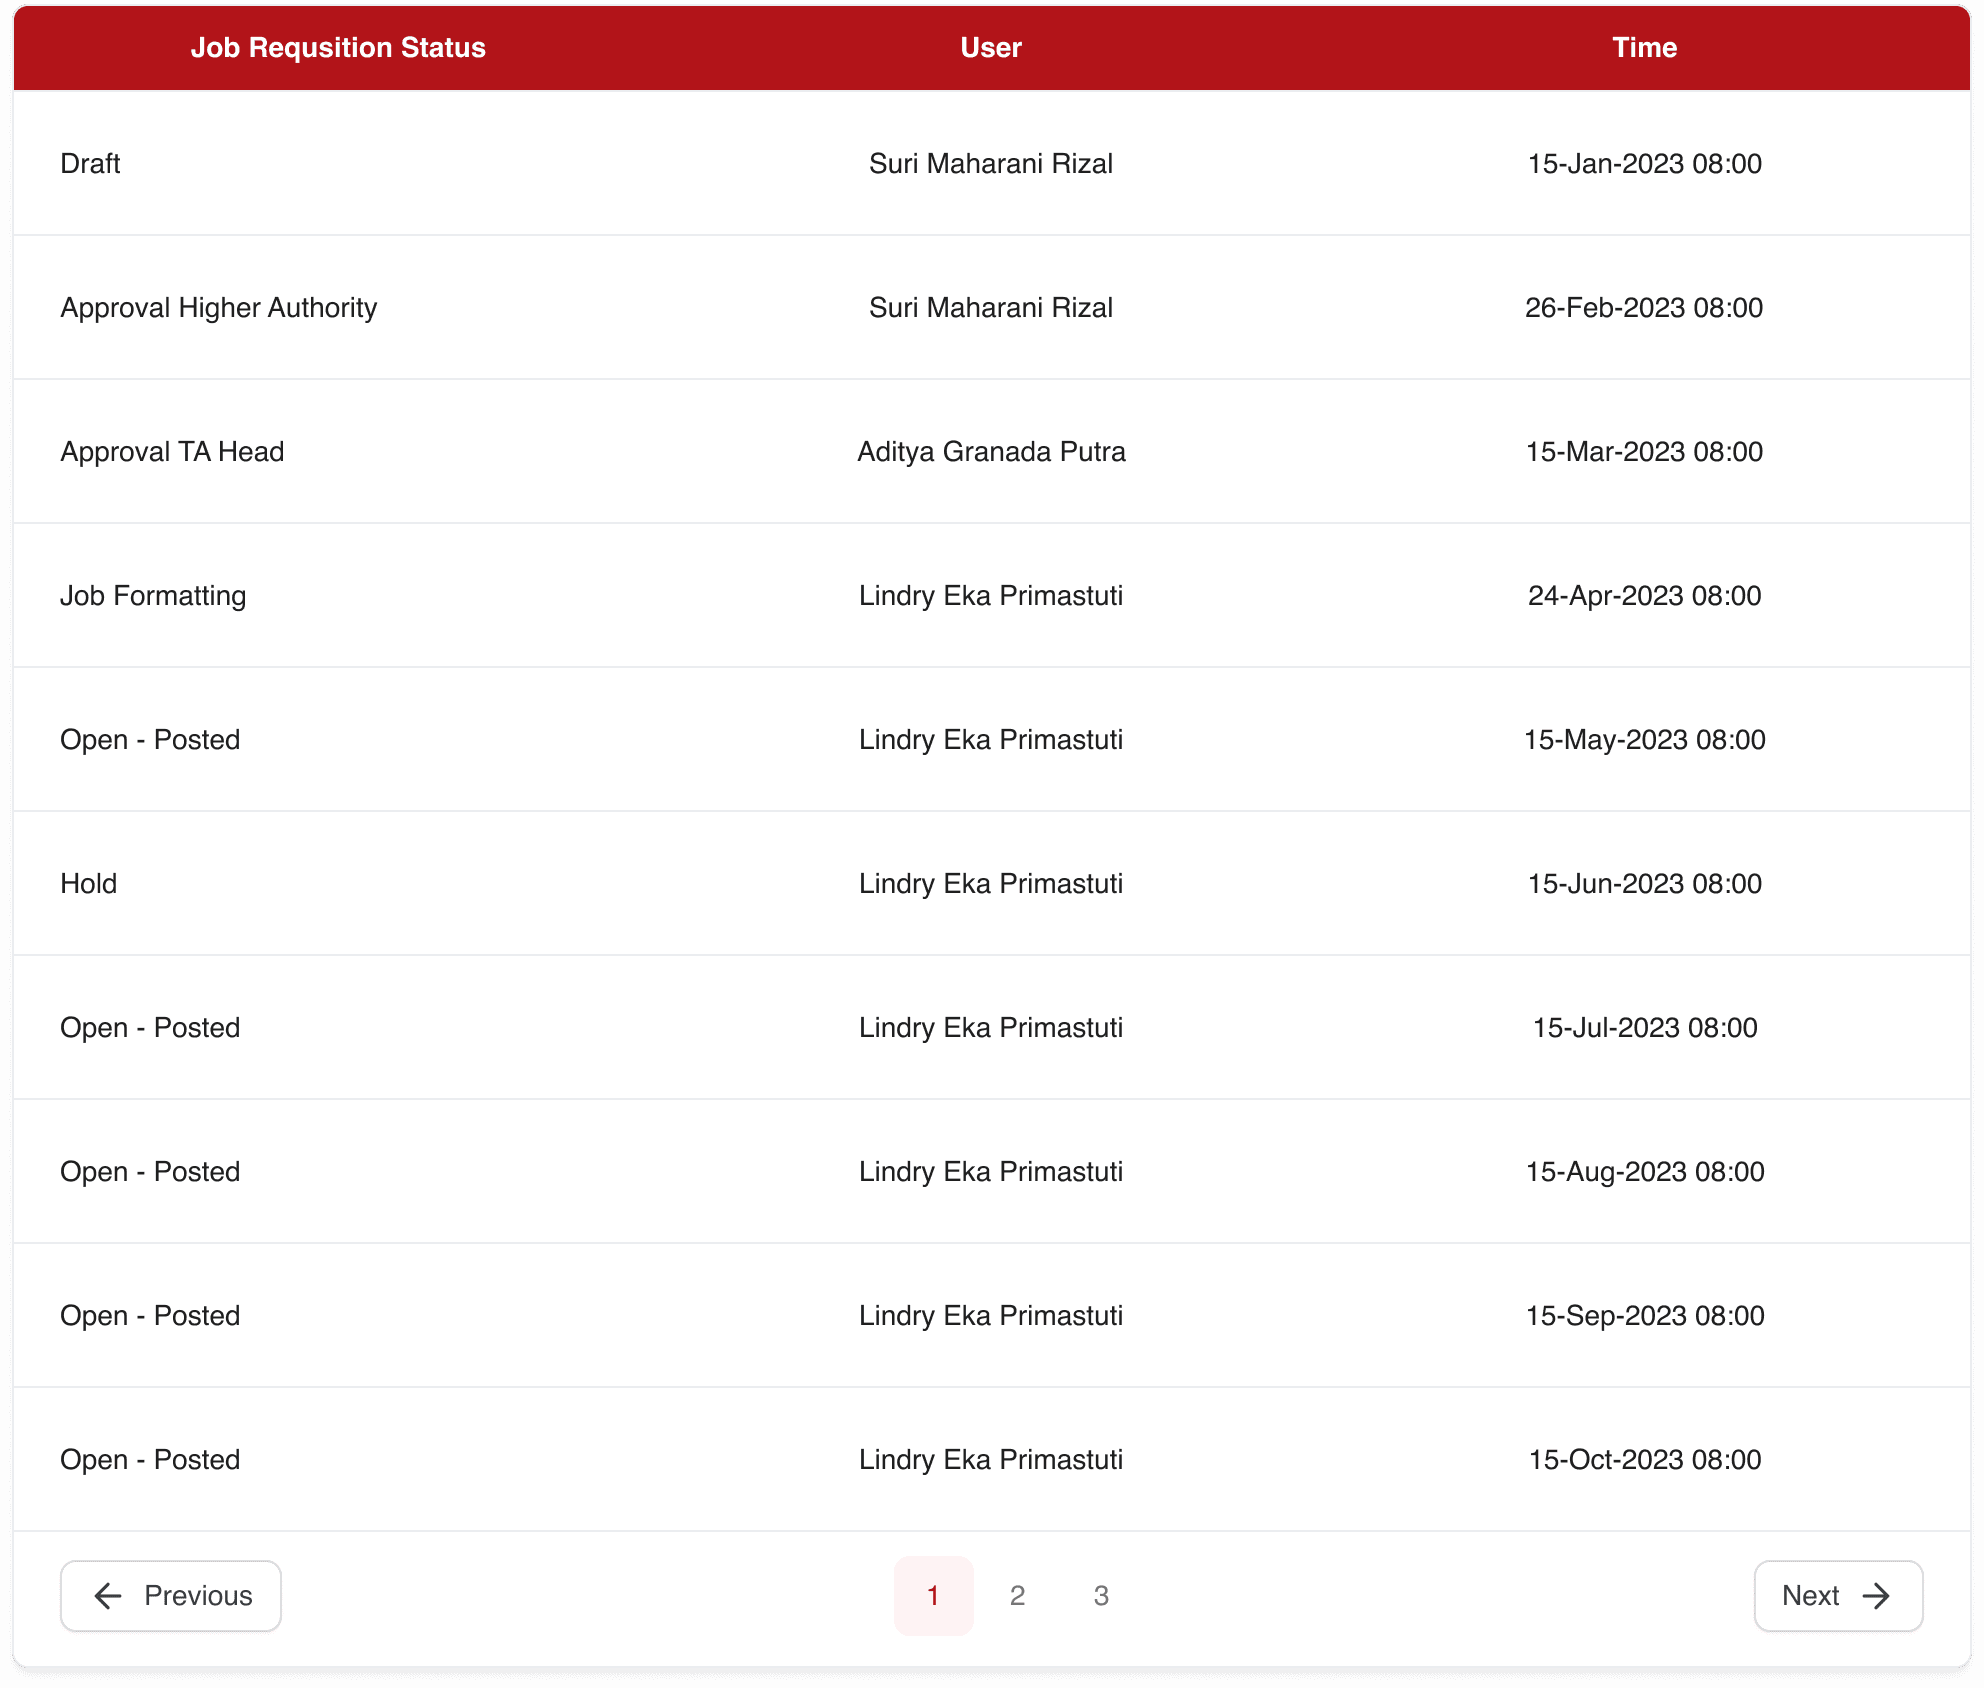 Job Requsition Status User Time
Draft Suri Maharani Rizal 15-Jan-2023 08:00
Approval Higher Authority Suri Maharani Rizal 26-Feb-2023 08:00
Approval TA Head Aditya Granada Putra 15-Mar-2023 08:00
Job Formatting Lindry Eka Primastuti 24-Apr-2023 08:00
Open - Posted Lindry Eka Primastuti 15-May-2023 08:00
Hold Lindry Eka Primastuti 15-Jun-2023 08:00
Open - Posted Lindry Eka Primastuti 15-Jul-2023 08:00
Open - Posted Lindry Eka Primastuti 15-Aug-2023 08:00
Open - Posted Lindry Eka Primastuti 15-Sep-2023 08:00
Open - Posted Lindry Eka Primastuti 15-Oct-2023 08:00
Previous 1 2 3 Next